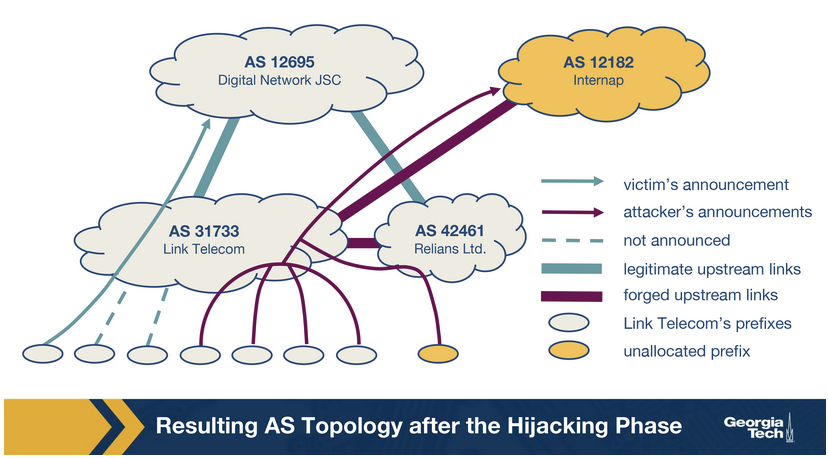 AS 12695
Digital Network JSC
AS 12182
Internap
AS 31733
Link Telecom
AS 42461
Relians Ltd.
victim's announcement
attacker's announcements
not announced
legitimate upstream links
forged upstream links
Link Telecom's prefixes
unallocated prefix
Resulting AS Topology after the Hijacking Phase
Georgia
Tech